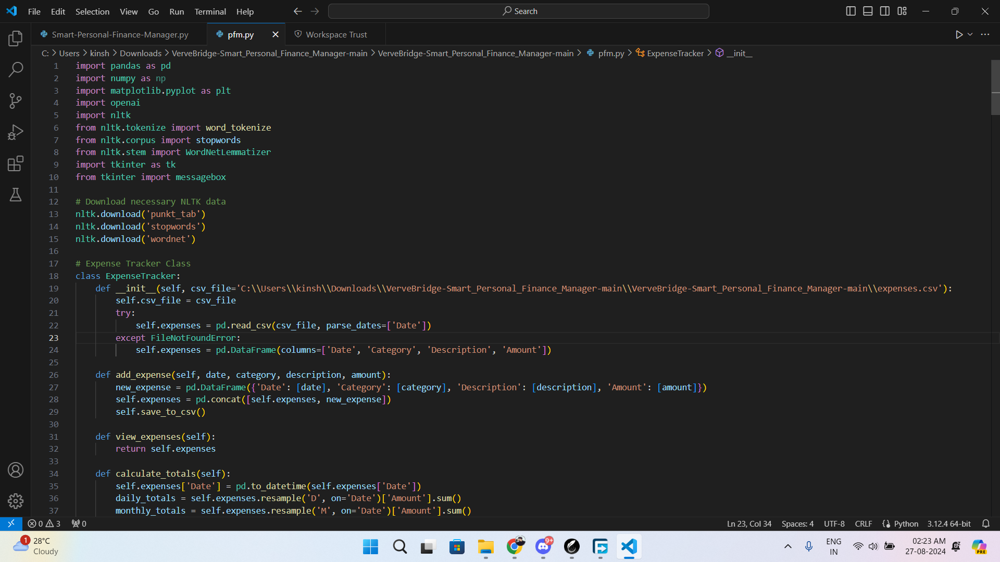 File Edit Selection View Go Run Terminal Help Search
Smart-Personal-Finance-Manager.py pfm.py Workspace Trust
C: > Users > kinsh > Downloads > VerveBridge-Smart_Personal_Finance_Manager-main > VerveBridge-Smart_Personal_Finance_Manager-main > pfm.py > ExpenseTracker > __init__
1 import pandas as pd
2 import numpy as np
3 import matplotlib.pyplot as plt
4 import openai
5 import nltk
6 from nltk.tokenize import word_tokenize
7 from nltk.corpus import stopwords
8 from nltk.stem import WordNetLemmatizer
9 import tkinter as tk
10 from tkinter import messagebox
11
12 # Download necessary NLTK data
13 nltk.download('punkt_tab')
14 nltk.download('stopwords')
15 nltk.download('wordnet')
16
17 # Expense Tracker Class
18 class ExpenseTracker:
19 def __init__(self, csv_file='C:\\Users\\kinsh\\Downloads\\VerveBridge-Smart_Personal_Finance_Manager-main\\VerveBridge-Smart_Personal_Finance_Manager-main\\expenses.csv'):
20 self.csv_file = csv_file
21 try:
22 self.expenses = pd.read_csv(csv_file, parse_dates=['Date'])
23 except FileNotFoundError:
24 self.expenses = pd.DataFrame(columns=['Date', 'Category', 'Description', 'Amount'])
25
26 def add_expense(self, date, category, description, amount):
27 new_expense = pd.DataFrame({'Date': [date], 'Category': [category], 'Description': [description], 'Amount': [amount]})
28 self.expenses = pd.concat([self.expenses, new_expense])
29 self.save_to_csv()
30
31 def view_expenses(self):
32 return self.expenses
33
34 def calculate_totals(self):
35 self.expenses['Date'] = pd.to_datetime(self.expenses['Date'])
36 daily_totals = self.expenses.resample('D', on='Date')['Amount'].sum()
37 monthly_totals = self.expenses.resample('M', on='Date')['Amount'].sum()
0 3 0 Ln 23, Col 34 Spaces: 4 UTF-8 CRLF Python 3.12.4 64-bit
1 28°C
Cloudy
9+
ENG
IN
02:23 AM
27-08-2024
PRE